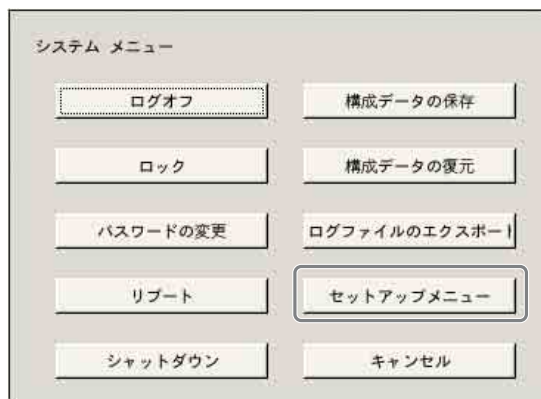 システム メニュー
ログオフ
構成データの保存
ロック
構成データの復元
パスワードの変更
ログファイルのエクスポート
リブート
セットアップメニュー
シャットダウン
キャンセル